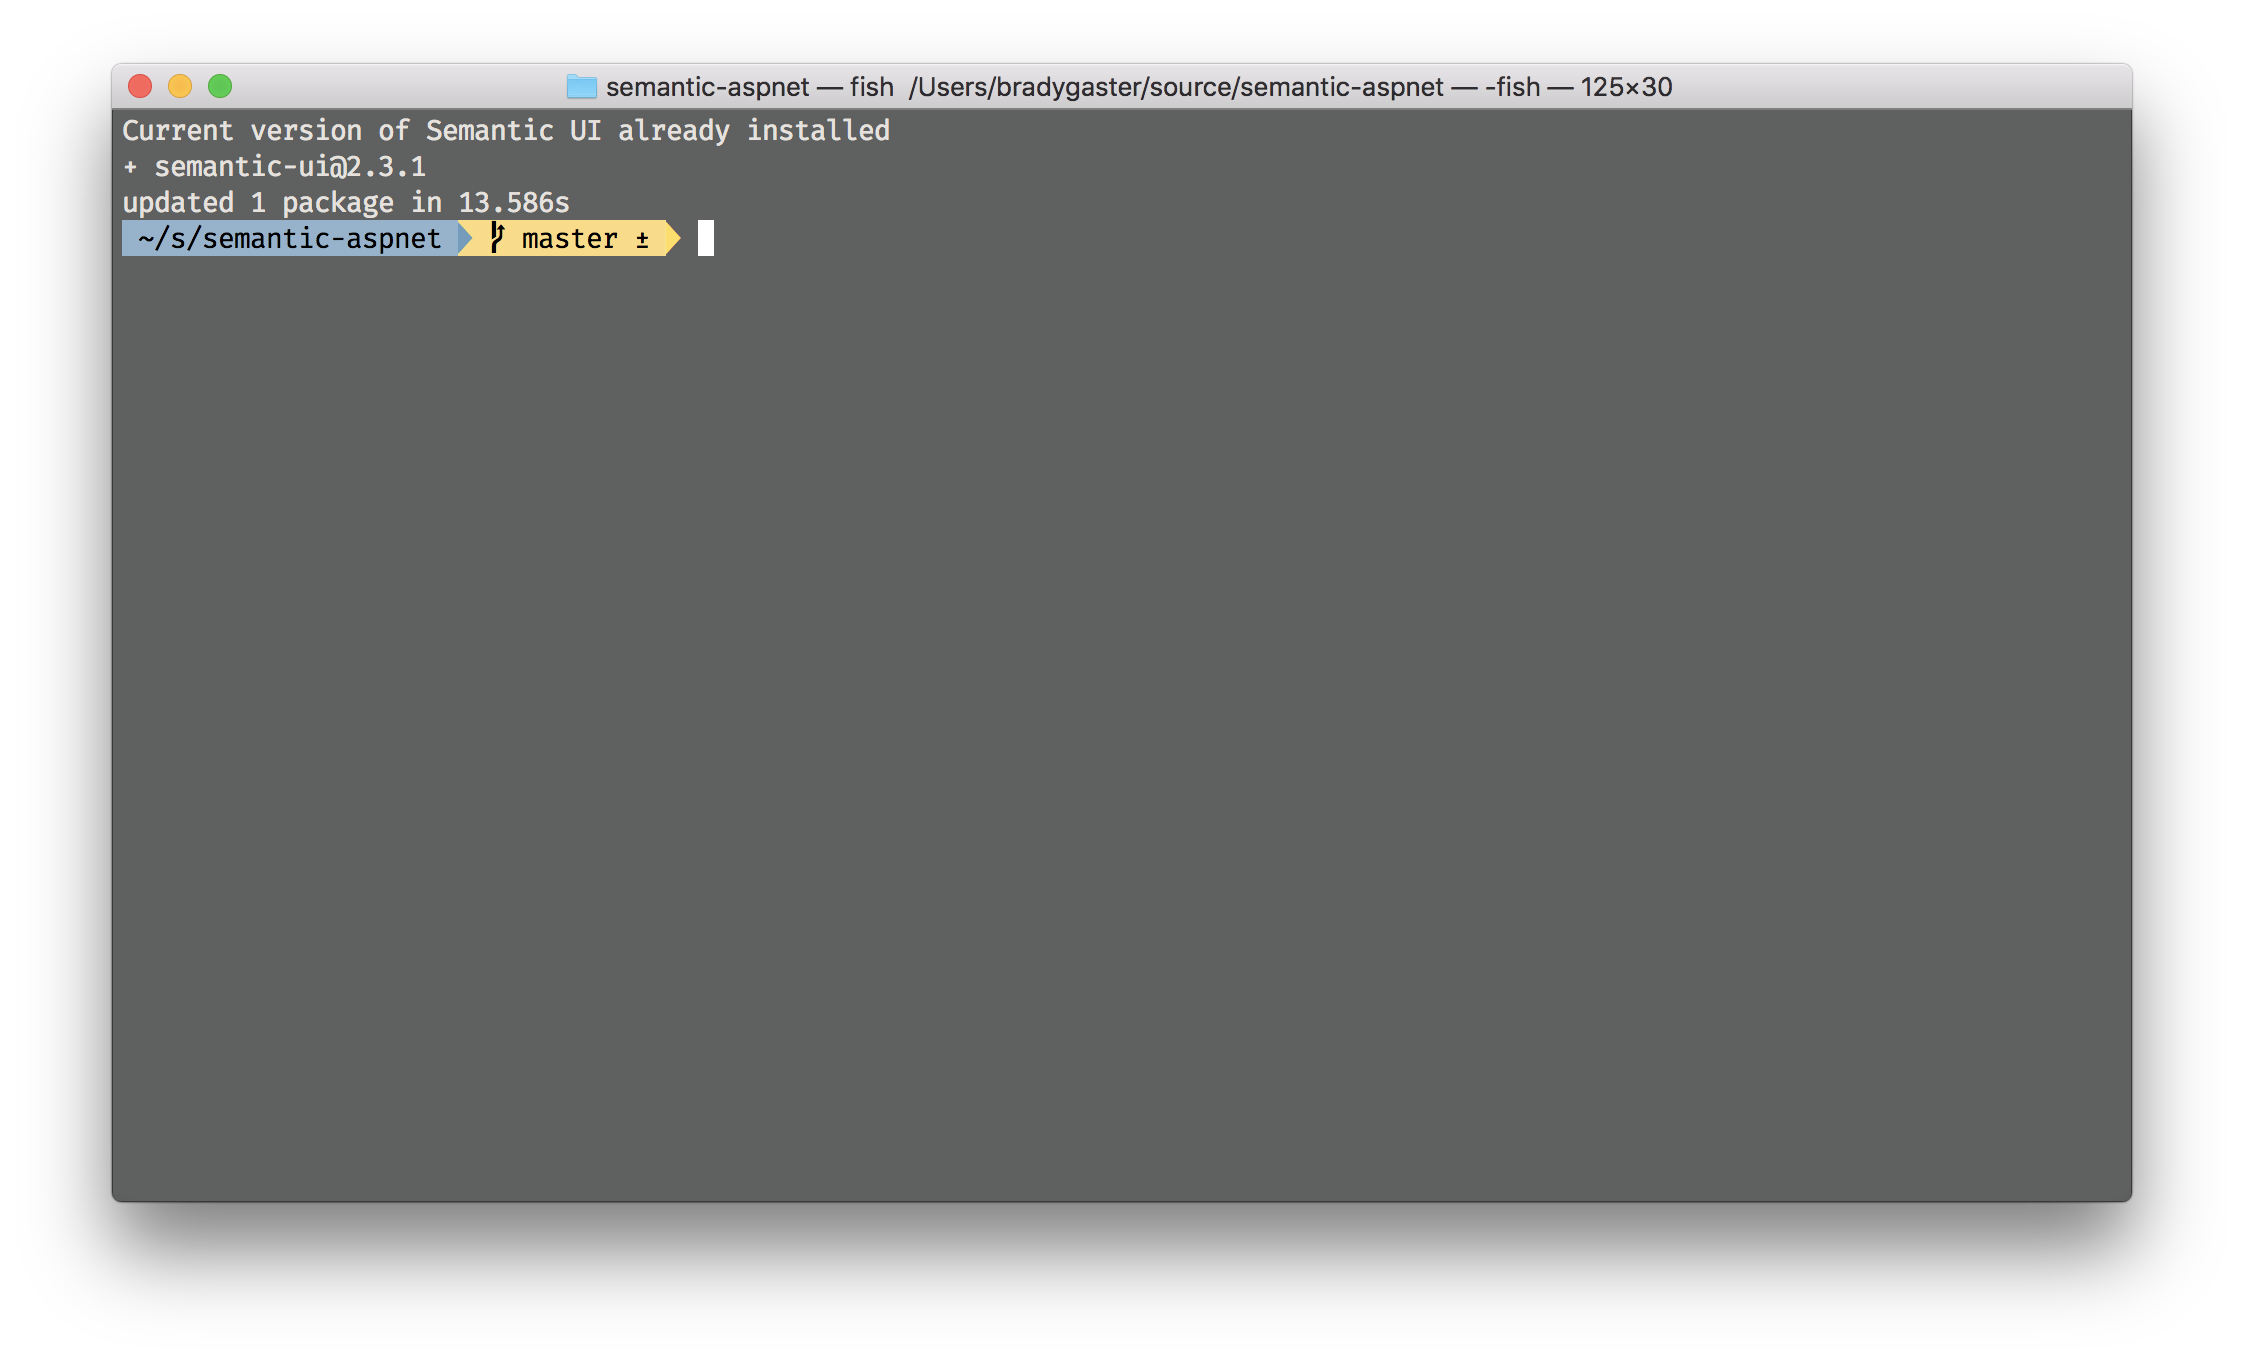 semantic-aspnet — fish  /Users/bradygaster/source/semantic-aspnet — -fish — 125×30
Current version of Semantic UI already installed
+ semantic-ui@2.3.1
updated 1 package in 13.586s
~/s/semantic-aspnet master ±